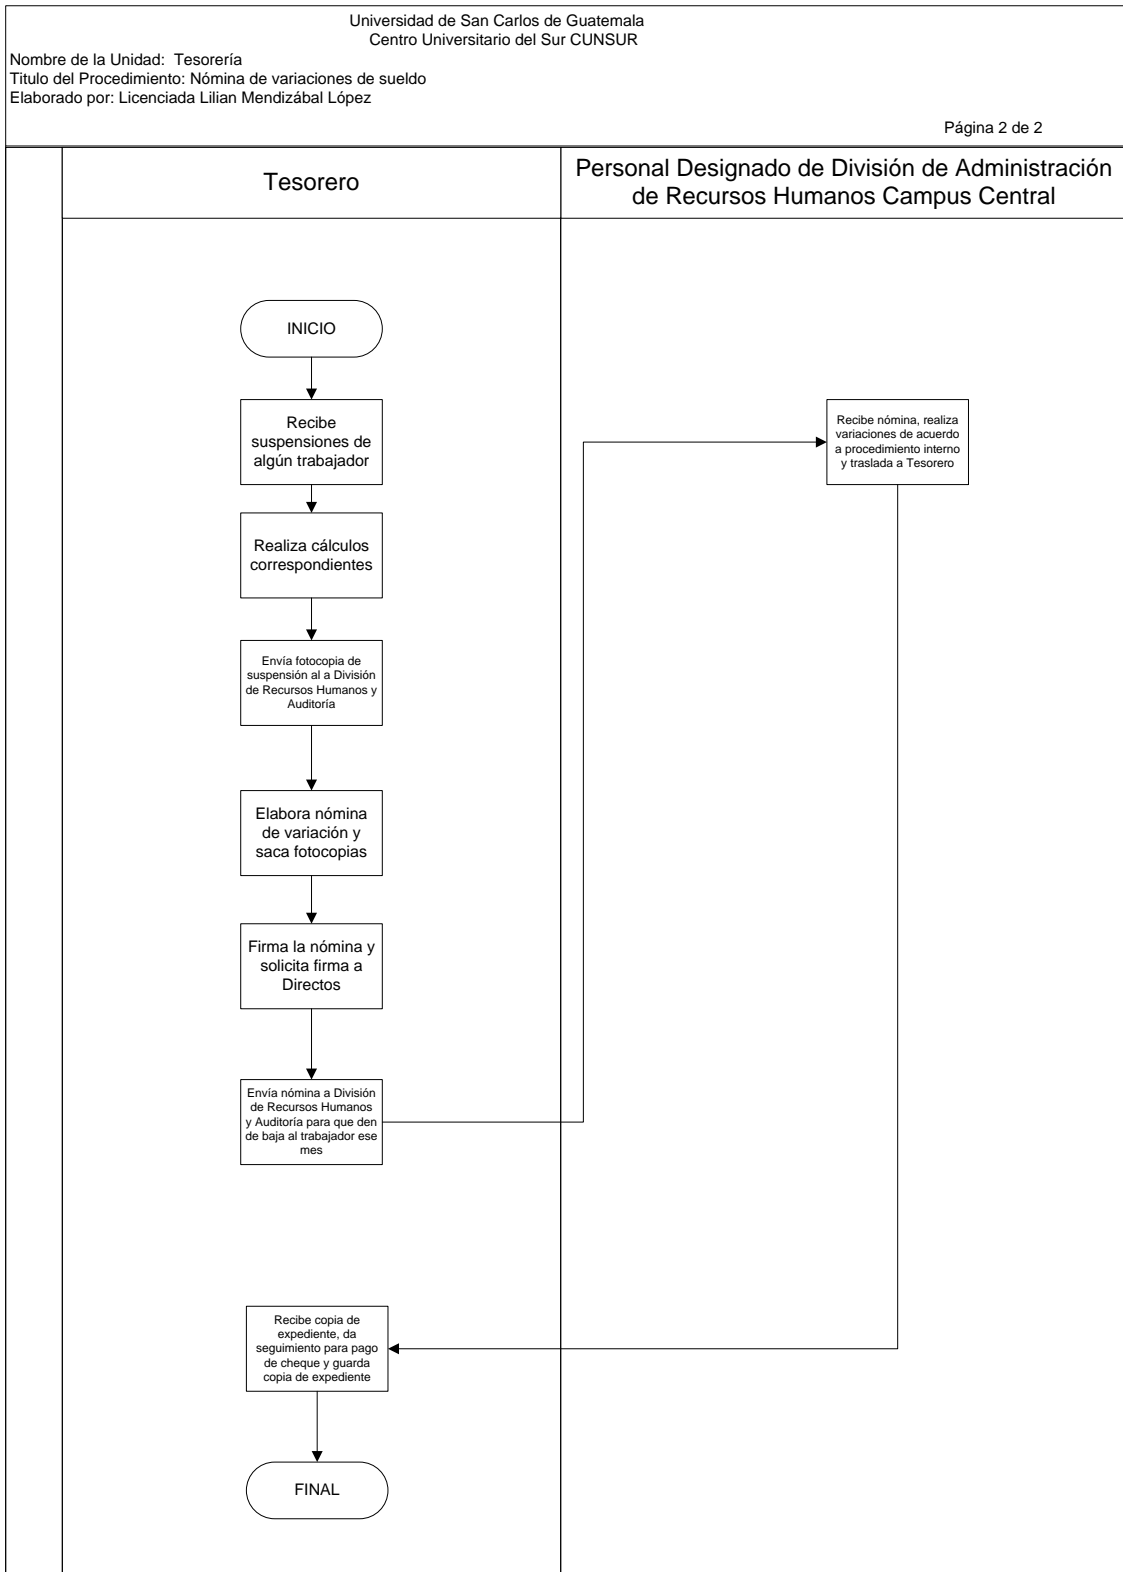 Universidad de San Carlos de Guatemala
Centro Universitario del Sur CUNSUR
Nombre de la Unidad: Tesorería
Titulo del Procedimiento: Nómina de variaciones de sueldo
Elaborado por: Licenciada Lilian Mendizábal López
Página 2 de 2
Tesorero
Personal Designado de División de Administración
de Recursos Humanos Campus Central
INICIO
Recibe
suspensiones de
algún trabajador
Realiza cálculos
correspondientes
Envía fotocopia de
suspensión al a División
de Recursos Humanos y
Auditoría
Elabora nómina
de variación y
saca fotocopias
Firma la nómina y
solicita firma a
Directos
Envía nómina a División
de Recursos Humanos
y Auditoría para que den
de baja al trabajador ese
mes
Recibe nómina, realiza
variaciones de acuerdo
a procedimiento interno
y traslada a Tesorero
Recibe copia de
expediente, da
seguimiento para pago
de cheque y guarda
copia de expediente
FINAL